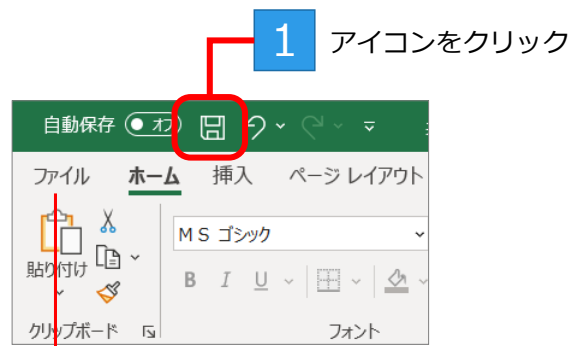 1 アイコンをクリック
自動保存 オフ
ファイル ホーム 挿入 ページ レイアウト
MS ゴシック
貼り付け
B I U
クリップボード フォント